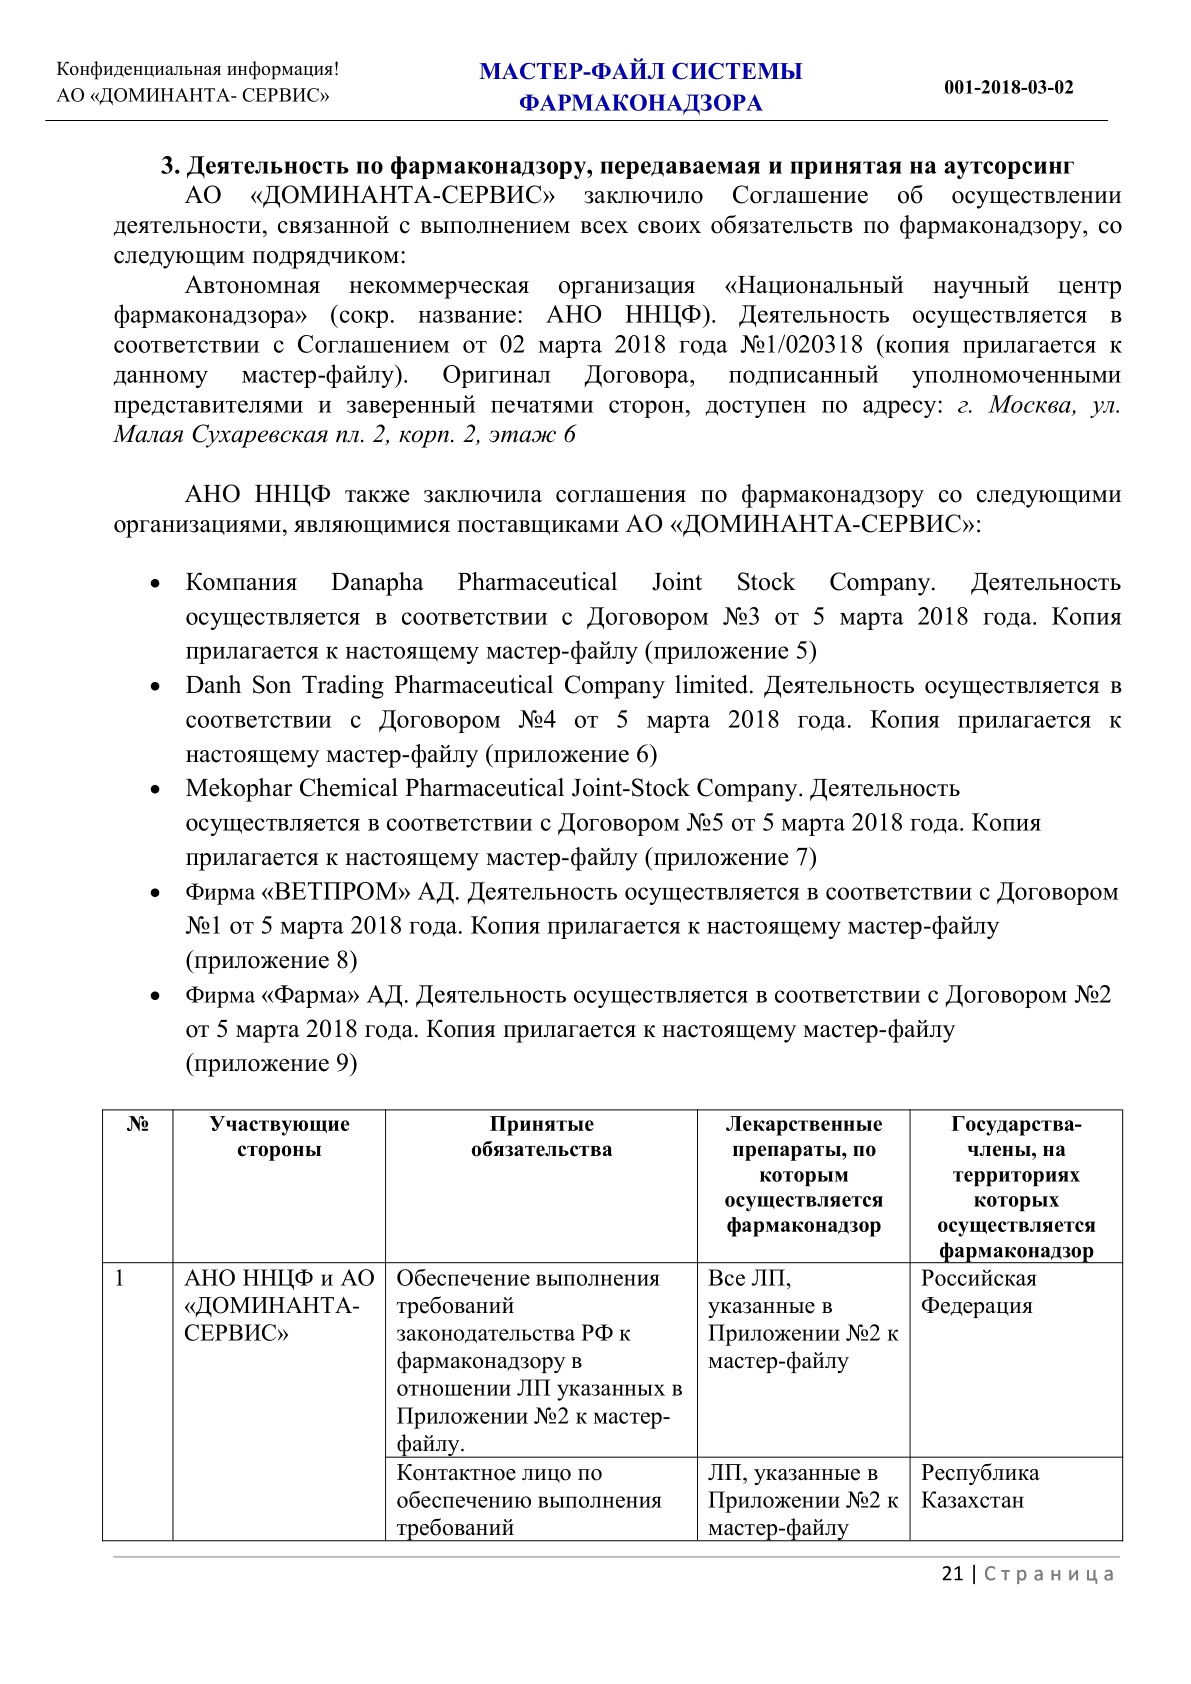 Конфиденциальная информация!
АО «ДОМИНАНТА- СЕРВИС»
МАСТЕР-ФАЙЛ СИСТЕМЫ
ФАРМАКОНАДЗОРА
001-2018-03-02
3. Деятельность по фармаконадзору, передаваемая и принятая на аутсорсинг
АО «ДОМИНАНТА-СЕРВИС» заключило Соглашение об осуществлении
деятельности, связанной с выполнением всех своих обязательств по фармаконадзору, со
следующим подрядчиком:
Автономная некоммерческая организация «Национальный научный центр
фармаконадзора» (сокр. название: АНО ННЦФ). Деятельность осуществляется в
соответствии с Соглашением от 02 марта 2018 года №1/020318 (копия прилагается к
данному мастер-файлу). Оригинал Договора, подписанный уполномоченными
представителями и заверенный печатями сторон, доступен по адресу: г. Москва, ул.
Малая Сухаревская пл. 2, корп. 2, этаж 6
АНО ННЦФ также заключила соглашения по фармаконадзору со следующими
организациями, являющимися поставщиками АО «ДОМИНАНТА-СЕРВИС»:
• Компания Danapha Pharmaceutical Joint Stock Company. Деятельность
осуществляется в соответствии с Договором №3 от 5 марта 2018 года. Копия
прилагается к настоящему мастер-файлу (приложение 5)
• Danh Son Trading Pharmaceutical Company limited. Деятельность осуществляется в
соответствии с Договором №4 от 5 марта 2018 года. Копия прилагается к
настоящему мастер-файлу (приложение 6)
• Mekophar Chemical Pharmaceutical Joint-Stock Company. Деятельность
осуществляется в соответствии с Договором №5 от 5 марта 2018 года. Копия
прилагается к настоящему мастер-файлу (приложение 7)
• Фирма «ВЕТПРОМ» АД. Деятельность осуществляется в соответствии с Договором
№1 от 5 марта 2018 года. Копия прилагается к настоящему мастер-файлу
(приложение 8)
• Фирма «Фарма» АД. Деятельность осуществляется в соответствии с Договором №2
от 5 марта 2018 года. Копия прилагается к настоящему мастер-файлу
(приложение 9)
№
Участвующие
стороны
Принятые
обязательства
Лекарственные
препараты, по
которым
осуществляется
фармаконадзор
Государства-
члены, на
территориях
которых
осуществляется
фармаконадзор
1
АНО ННЦФ и АО
«ДОМИНАНТА-
СЕРВИС»
Обеспечение выполнения
требований
законодательства РФ к
фармаконадзору в
отношении ЛП указанных в
Приложении №2 к мастер-
файлу.
Все ЛП,
указанные в
Приложении №2 к
мастер-файлу
Российская
Федерация
Контактное лицо по
обеспечению выполнения
требований
ЛП, указанные в
Приложении №2 к
мастер-файлу
Республика
Казахстан
21 | Страница